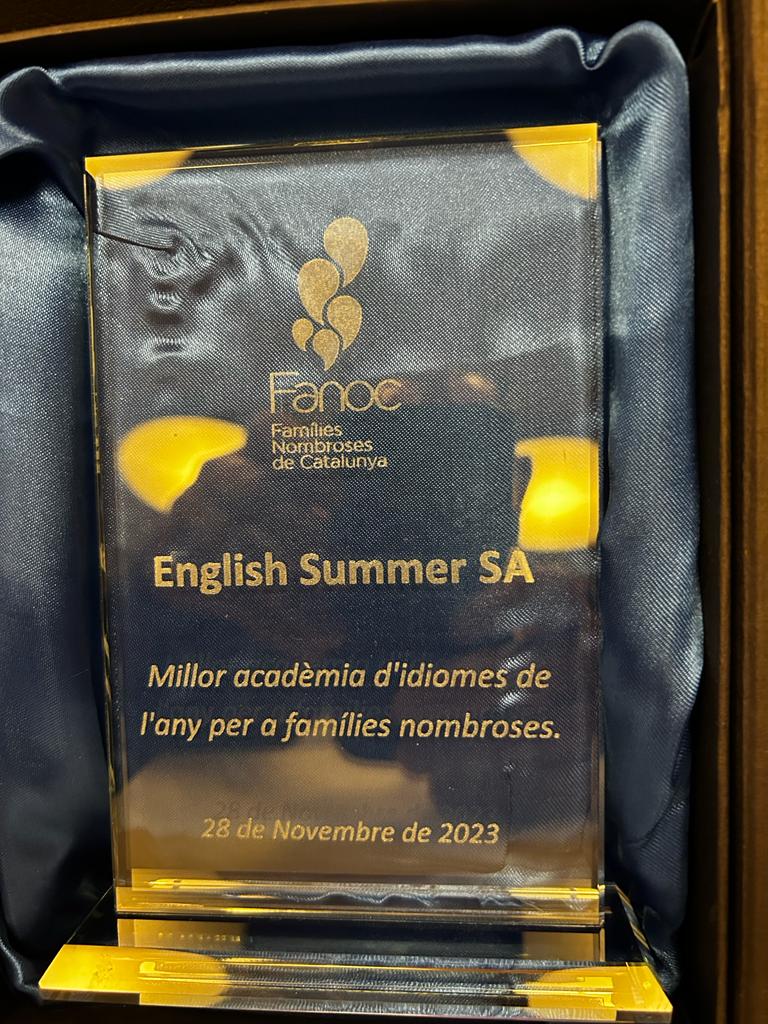 Fanoc
Famílies
Nombroses
de Catalunya
English Summer SA
Millor acadèmia d'idiomes de
l'any per a famílies nombroses.
28 de Novembre de 2023